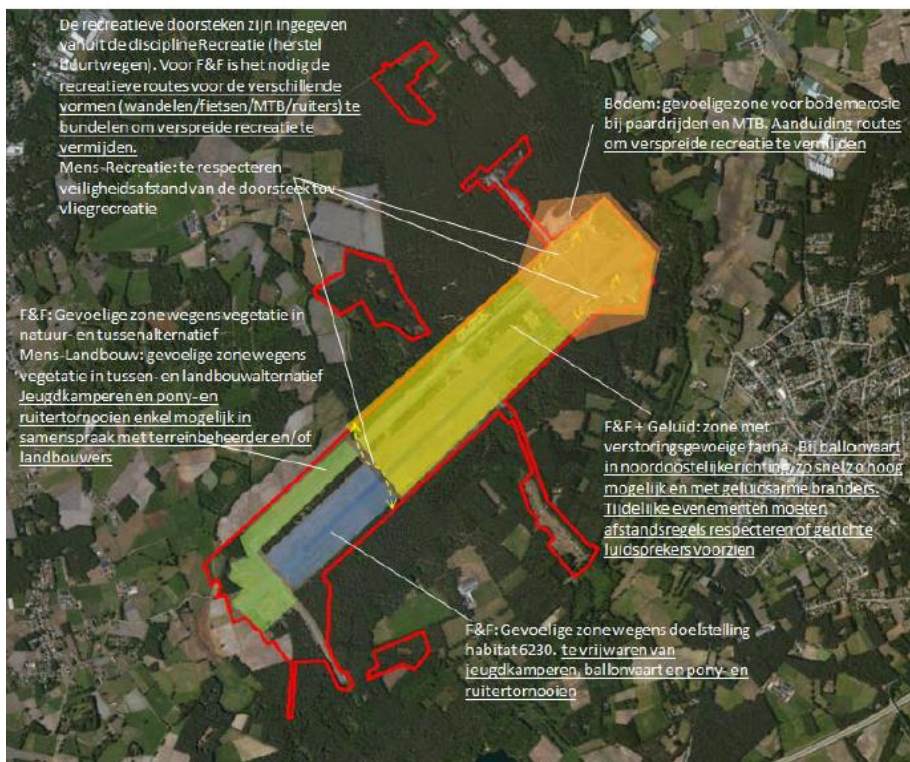 De recreatieve doorsteken zijn ingegeven
vanuit de discipline Recreatie (herstel
buurtwegen). Voor F&F is het nodig de
recreatieve routes voor de verschillende
vormen (wandelen/fietsen/MTB/ruiters) te
bundelen om verspreide recreatie te
vermijden.
Mens-Recreatie: te respecteren
veiligheidsafstand van de doorsteek tov
vliegrecreatie
Bodem: gevoelige zone voor bodemerosie
bij paardrijden en MTB. Aanduiding routes
om verspreide recreatie te vermijden
F&F: Gevoelige zone wegens vegetatie in
natuur- en tussenalternatief
Mens-Landbouw: gevoelige zone wegens
vegetatie in tussen- en landbouwalternatief
Jeugdkamperen en pony- en
ruitertornooien enkel mogelijk in
samenspraak met terreinbeheerder en/of
landbouwers
F&F + Geluid: zone met
verstoringsgevoeige fauna. Bij ballonvaart
in noordoostelijke richting, zo snel zo hoog
mogelijk en met geluidsarme branders.
Tijdelijke evenementen moeten
afstandsregels respecteren of gerichte
luidsprekers voorzien
F&F: Gevoelige zone wegens doelstelling
habitat 6230. te vrijwaren van
jeugdkamperen, ballonvaart en pony- en
ruitertornooien